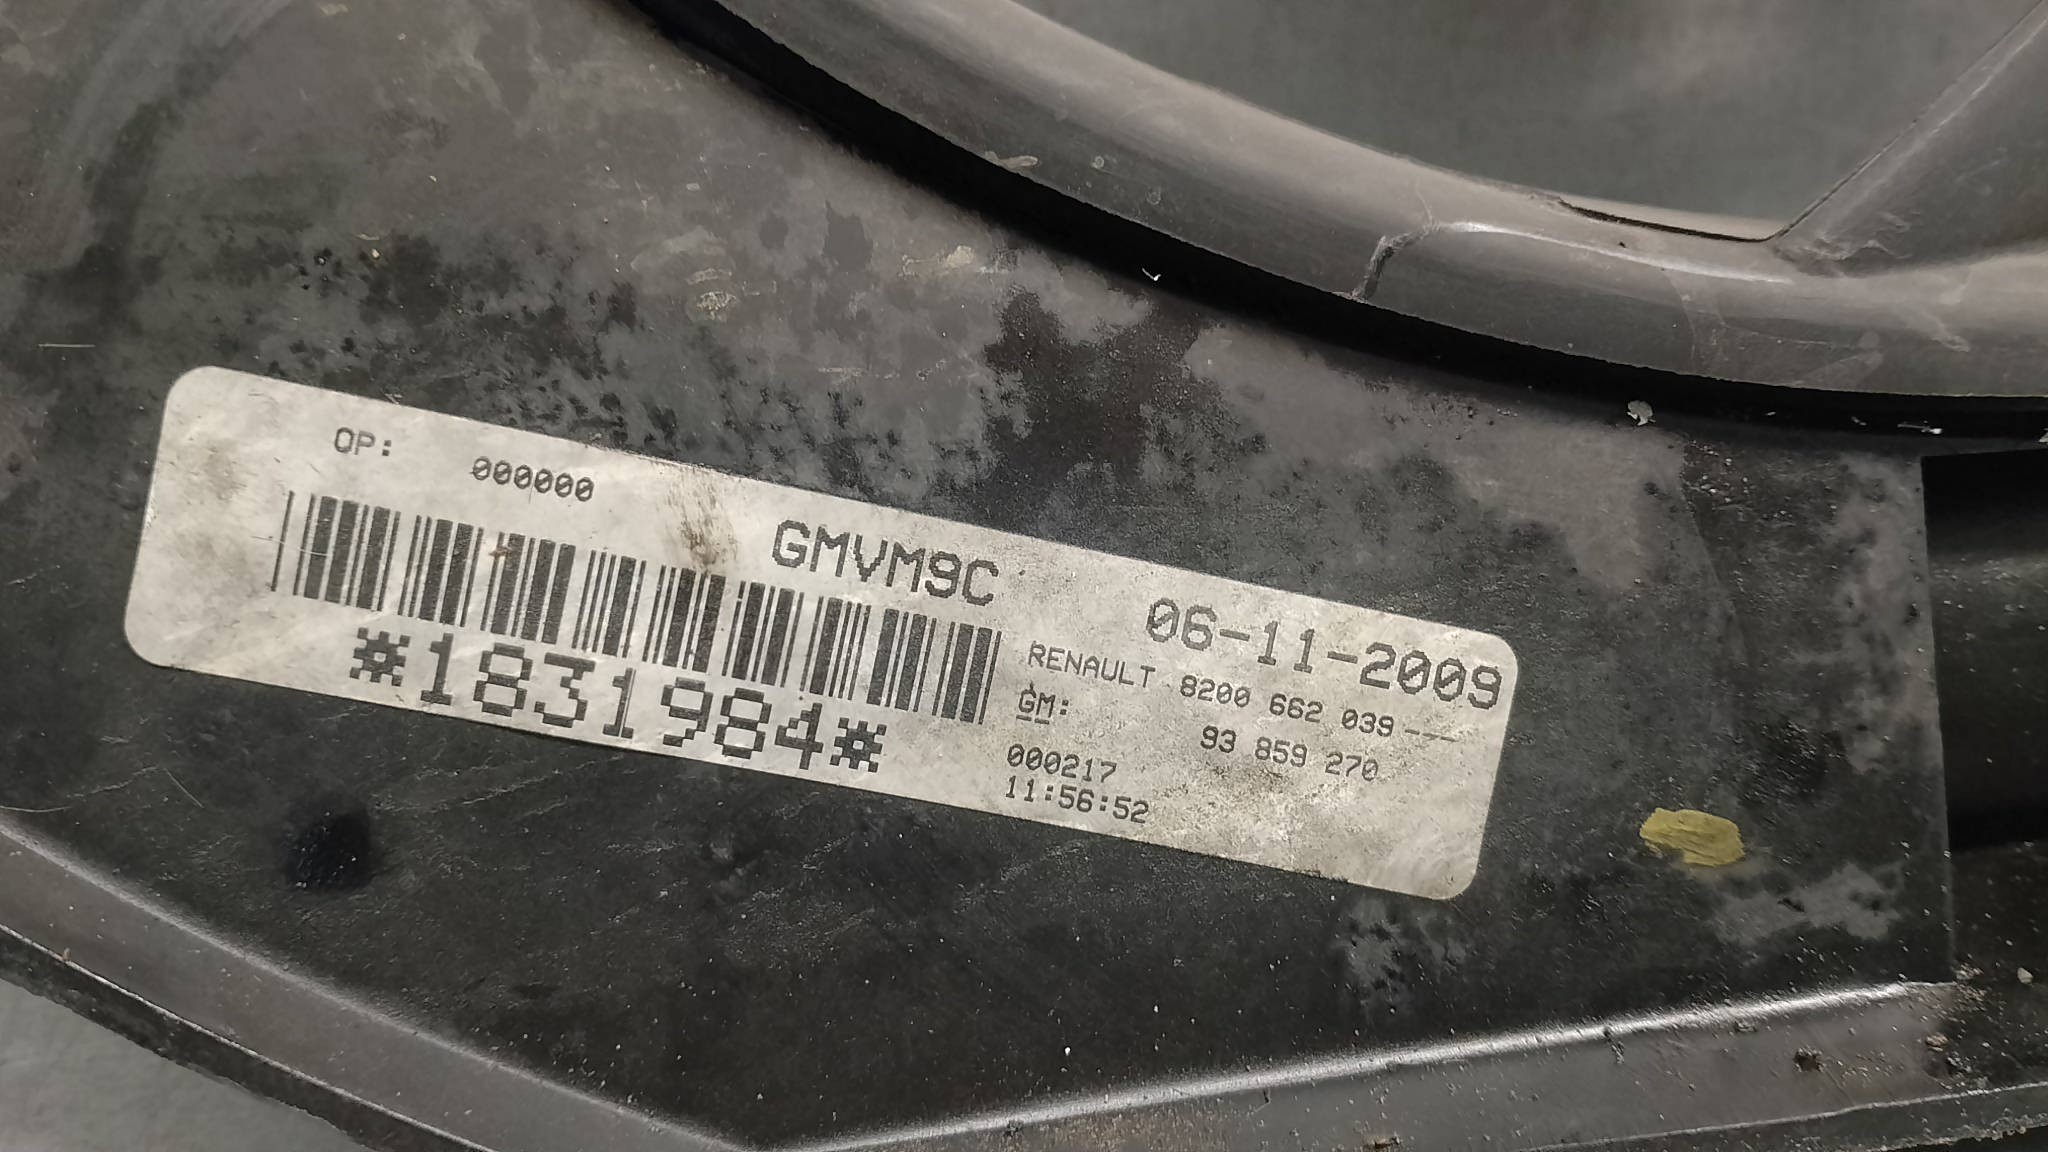 OP: 000000
GMVM9C 06-11-2009
*1831984*
RENAULT 8200 662 039---
GM: 93 859 270
000217
11:56:52